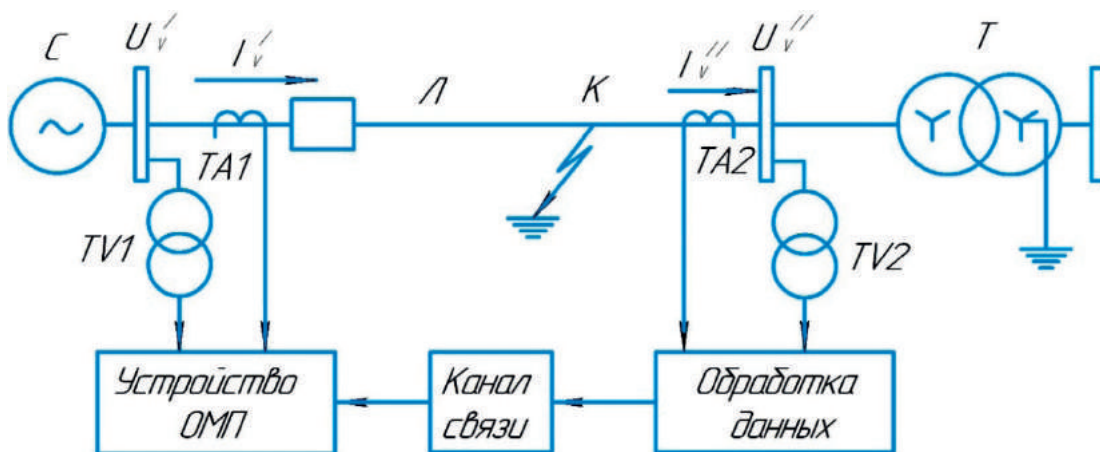 С
U′ᵥ
I′ᵥ
Л
К
I″ᵥ
U″ᵥ
Т
TA1
TA2
TV1
TV2
Устройство
ОМП
Канал
связи
Обработка
данных